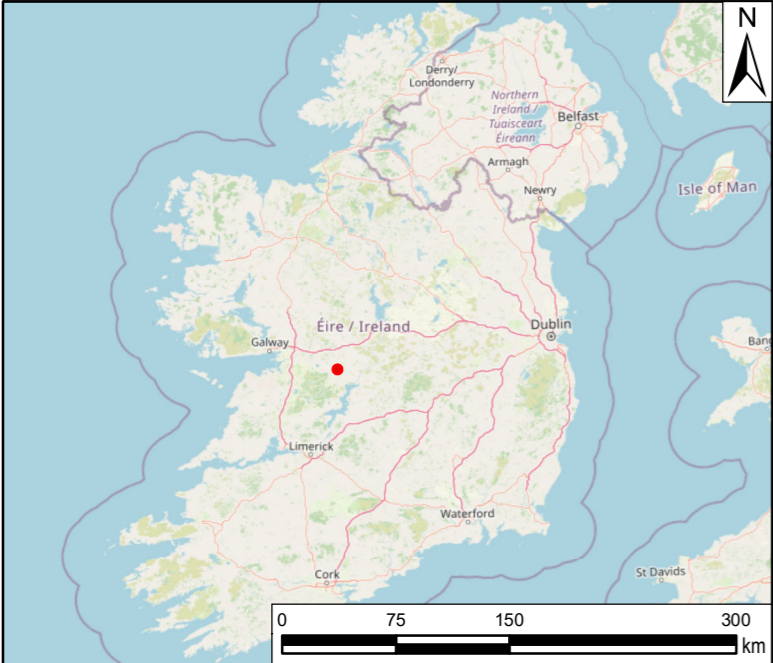 N
Derry/
Londonderry
Northern
Ireland /
Tuaisceart
Éireann
Belfast
Armagh
Isle of Man
Newry
Éire / Ireland
Dublin
Galway
Limerick
Waterford
St Davids
Cork
0 75 150 300
km